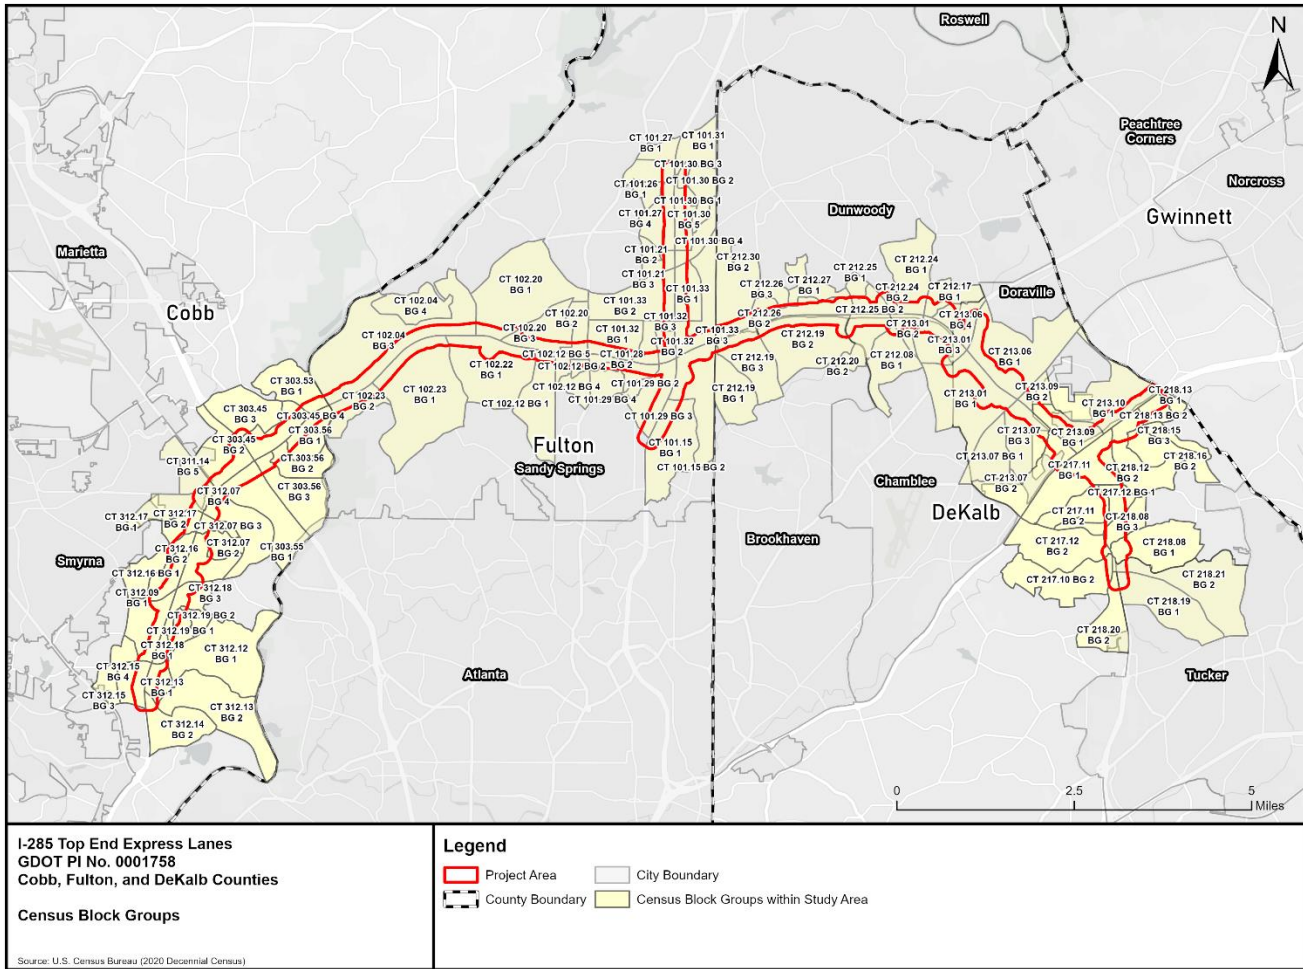 Roswell
N
Peachtree
Corners
Norcross
Gwinnett
CT 101.27
BG 1
CT 101.31
BG 1
CT 101.30 BG 3
CT 101.30 BG 2
CT 101.26
BG 1
CT 101.30 BG 1
CT 101.27
BG 4
CT 101.30
BG 5
CT 101.30 BG 4
CT 101.21
BG 2
CT 101.21
BG 3
Dunwoody
CT 212.30
BG 2
CT 212.26
BG 3
CT 212.27
BG 1
CT 212.25
BG 1
CT 212.24
BG 1
CT 212.24
BG 2
CT 212.17
BG 1
Doraville
Marietta
Cobb
CT 102.20
BG 1
CT 102.04
BG 4
CT 102.04
BG 3
CT 102.20
BG 2
CT 102.20
BG 3
CT 101.33
BG 2
CT 101.33
BG 1
CT 101.32
BG 3
CT 101.32
BG 1
CT 101.32
BG 2
CT 101.33
BG 3
CT 212.26
BG 2
CT 212.25 BG 2
CT 213.06
BG 4
CT 213.01
BG 2
CT 213.01
BG 3
CT 213.06
BG 1
CT 102.12 BG 5
CT 101.28
BG 2
CT 102.22
BG 1
CT 102.12 BG 2
CT 102.12 BG 4
CT 101.29 BG 2
CT 101.29 BG 4
CT 102.12 BG 1
CT 212.19
BG 2
CT 212.19
BG 3
CT 212.19
BG 1
CT 212.20
BG 2
CT 212.08
BG 1
CT 213.01
BG 1
CT 213.09
BG 2
CT 213.10
BG 1
CT 218.13
BG 1
CT 218.13 BG 2
CT 303.53
BG 1
CT 102.23
BG 2
CT 102.23
BG 1
CT 303.45
BG 3
CT 303.45 BG 4
CT 303.45
BG 2
CT 303.56
BG 1
CT 303.56
BG 2
CT 303.56
BG 3
CT 311.14
BG 5
CT 101.29 BG 3
CT 101.15
BG 1
CT 101.15 BG 2
Fulton
Sandy Springs
CT 213.07
BG 3
CT 213.09
BG 1
CT 218.15
BG 3
CT 213.07 BG 1
CT 213.07
BG 2
CT 217.11
BG 1
CT 218.12
BG 2
CT 218.16
BG 2
Chamblee
DeKalb
Brookhaven
CT 217.12 BG 1
CT 217.11
BG 2
CT 218.08
BG 3
CT 217.12
BG 2
CT 218.08
BG 1
CT 217.10 BG 2
CT 218.21
BG 2
CT 218.19
BG 1
CT 218.20
BG 2
Tucker
CT 312.07
BG 4
CT 312.17
BG 1
CT 312.17
BG 2
CT 312.07 BG 3
CT 312.07
BG 2
CT 303.55
BG 1
Smyrna
CT 312.16
BG 2
CT 312.16 BG 1
CT 312.09
BG 1
CT 312.18
BG 3
CT 312.19 BG 2
CT 312.19 BG 1
CT 312.18
BG 1
CT 312.12
BG 1
CT 312.15
BG 4
CT 312.13
BG 1
CT 312.15
BG 3
CT 312.13
BG 2
CT 312.14
BG 2
Atlanta
0 2.5 5
Miles
I-285 Top End Express Lanes
GDOT PI No. 0001758
Cobb, Fulton, and DeKalb Counties
Census Block Groups
Source: U.S. Census Bureau (2020 Decennial Census)
Legend
Project Area
City Boundary
County Boundary
Census Block Groups within Study Area